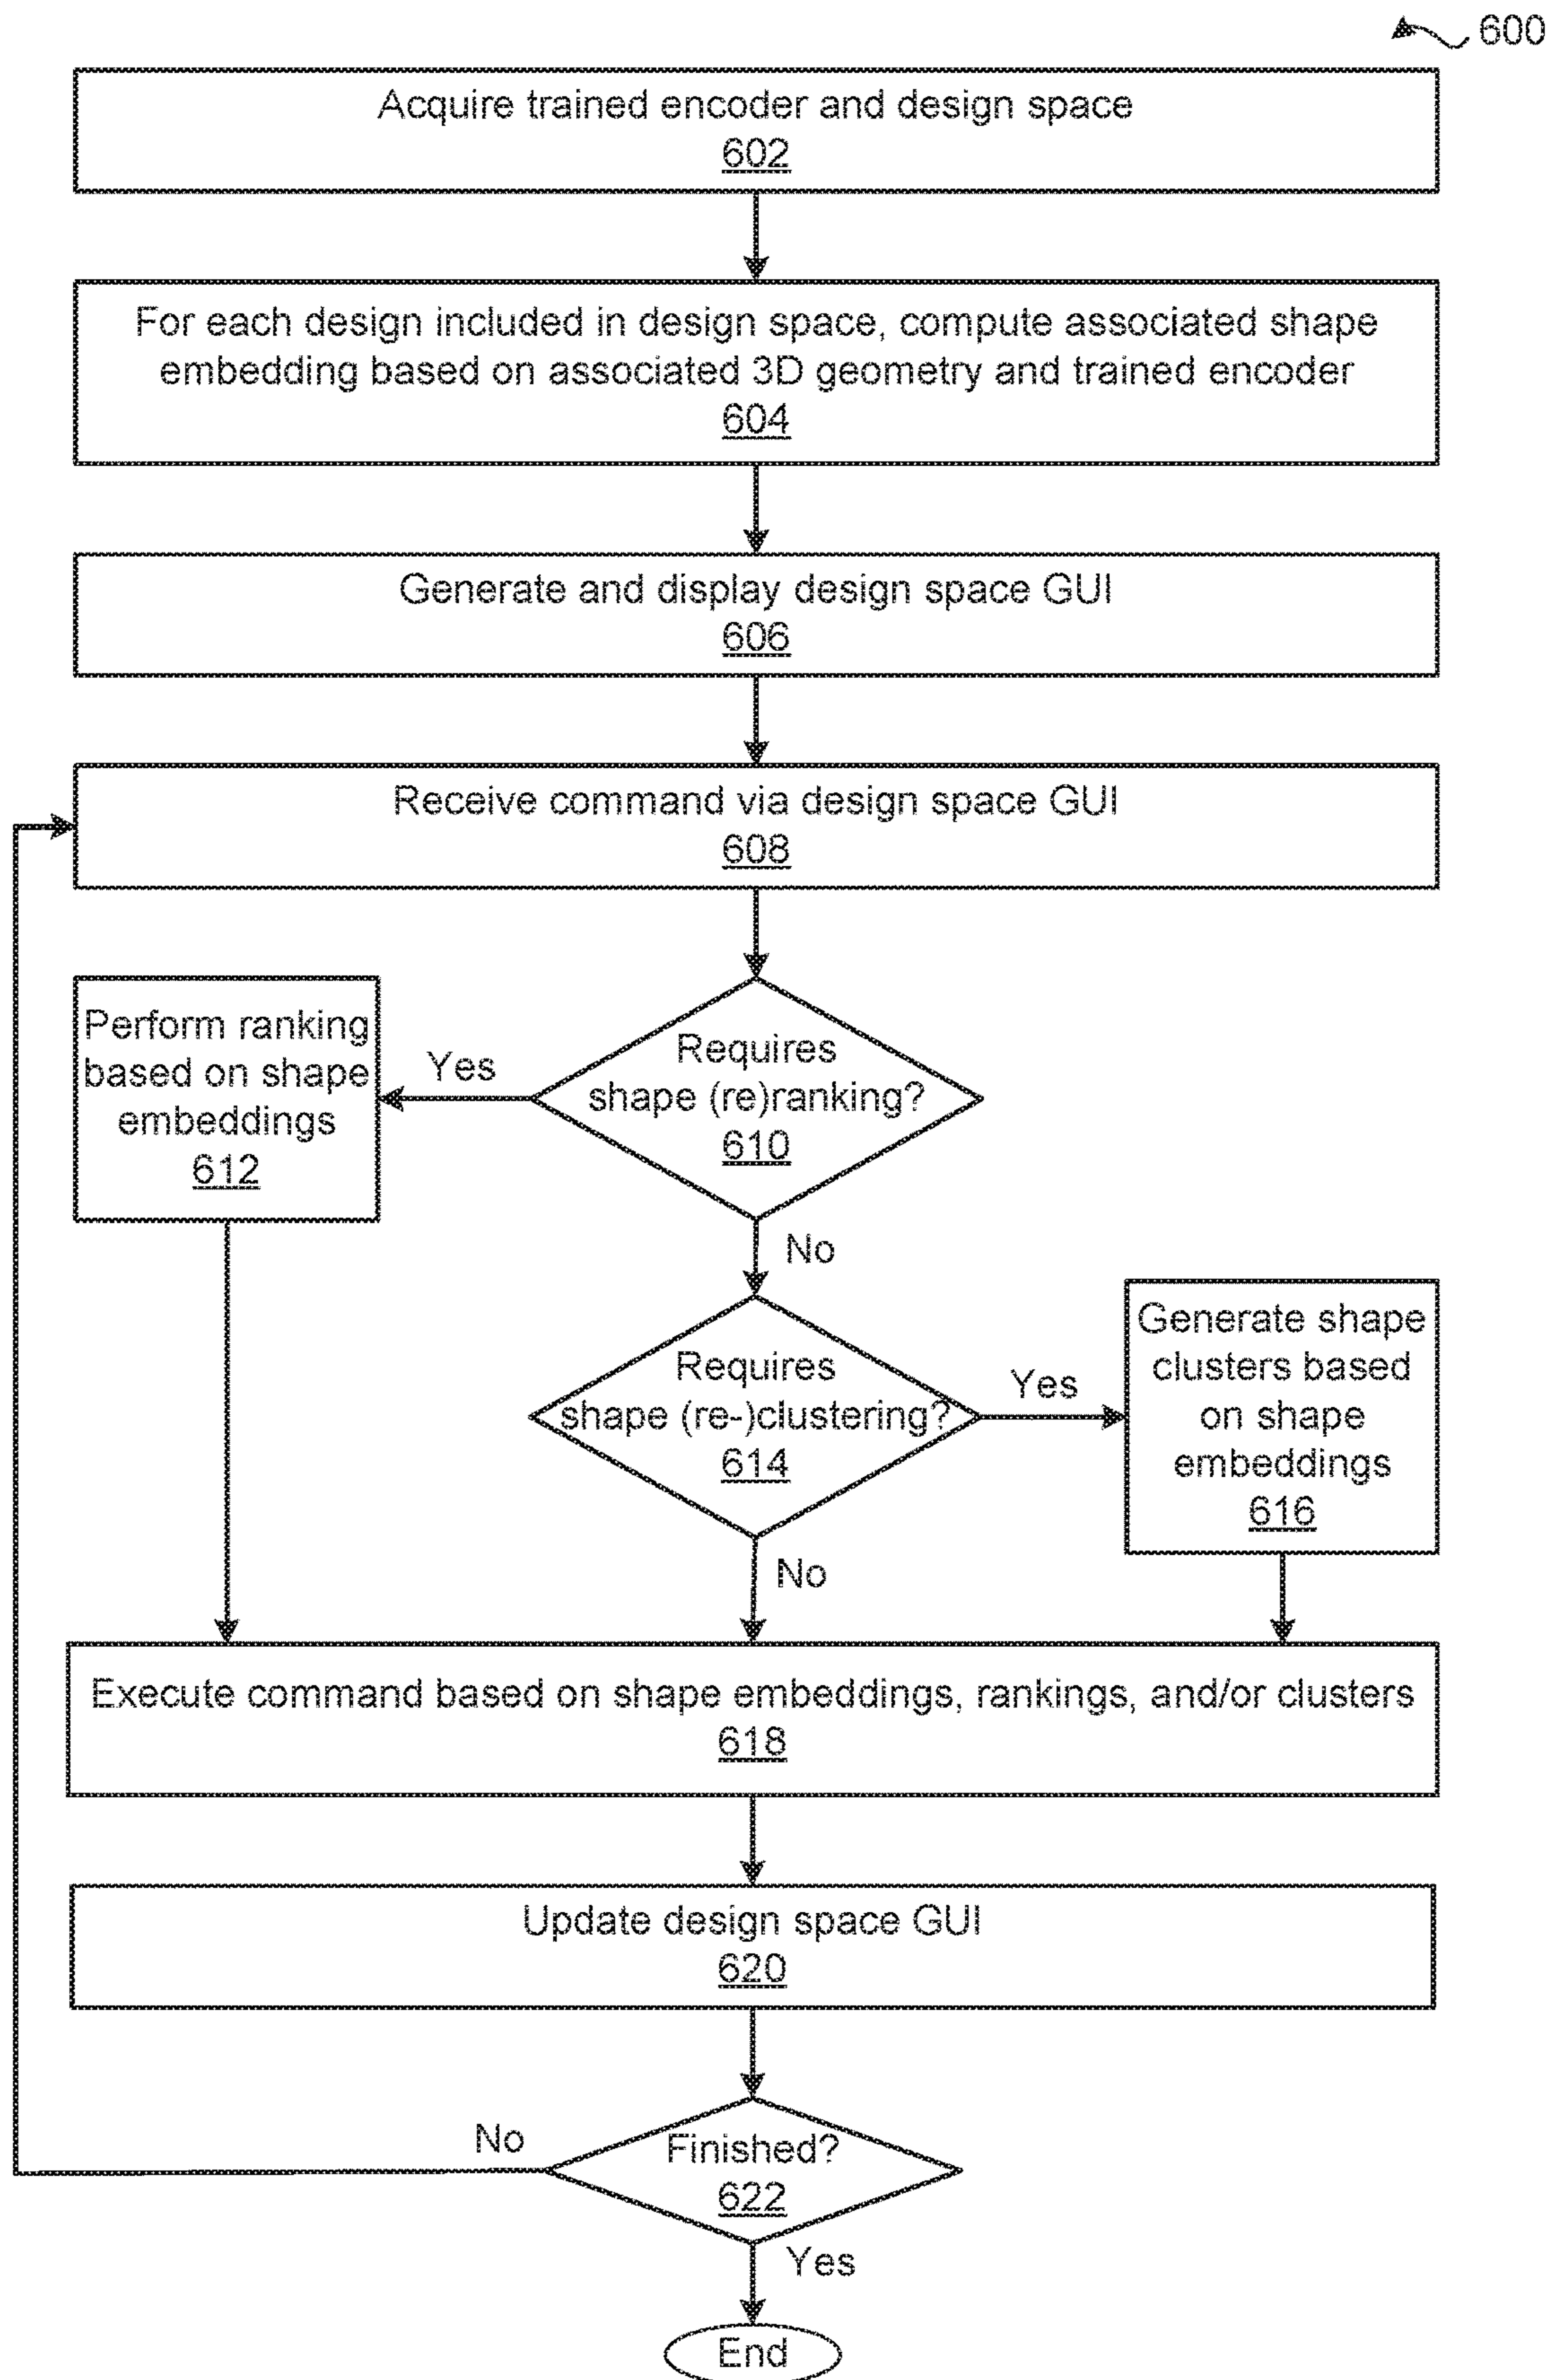 600
Acquire trained encoder and design space
602
For each design included in design space, compute associated shape
embedding based on associated 3D geometry and trained encoder
604
Generate and display design space GUI
606
Receive command via design space GUI
608
Perform ranking
based on shape
embeddings
612
Yes
Requires
shape (re)ranking?
610
No
Requires
shape (re-)clustering?
614
Yes
Generate shape
clusters based
on shape
embeddings
616
No
Execute command based on shape embeddings, rankings, and/or clusters
618
Update design space GUI
620
No
Finished?
622
Yes
End